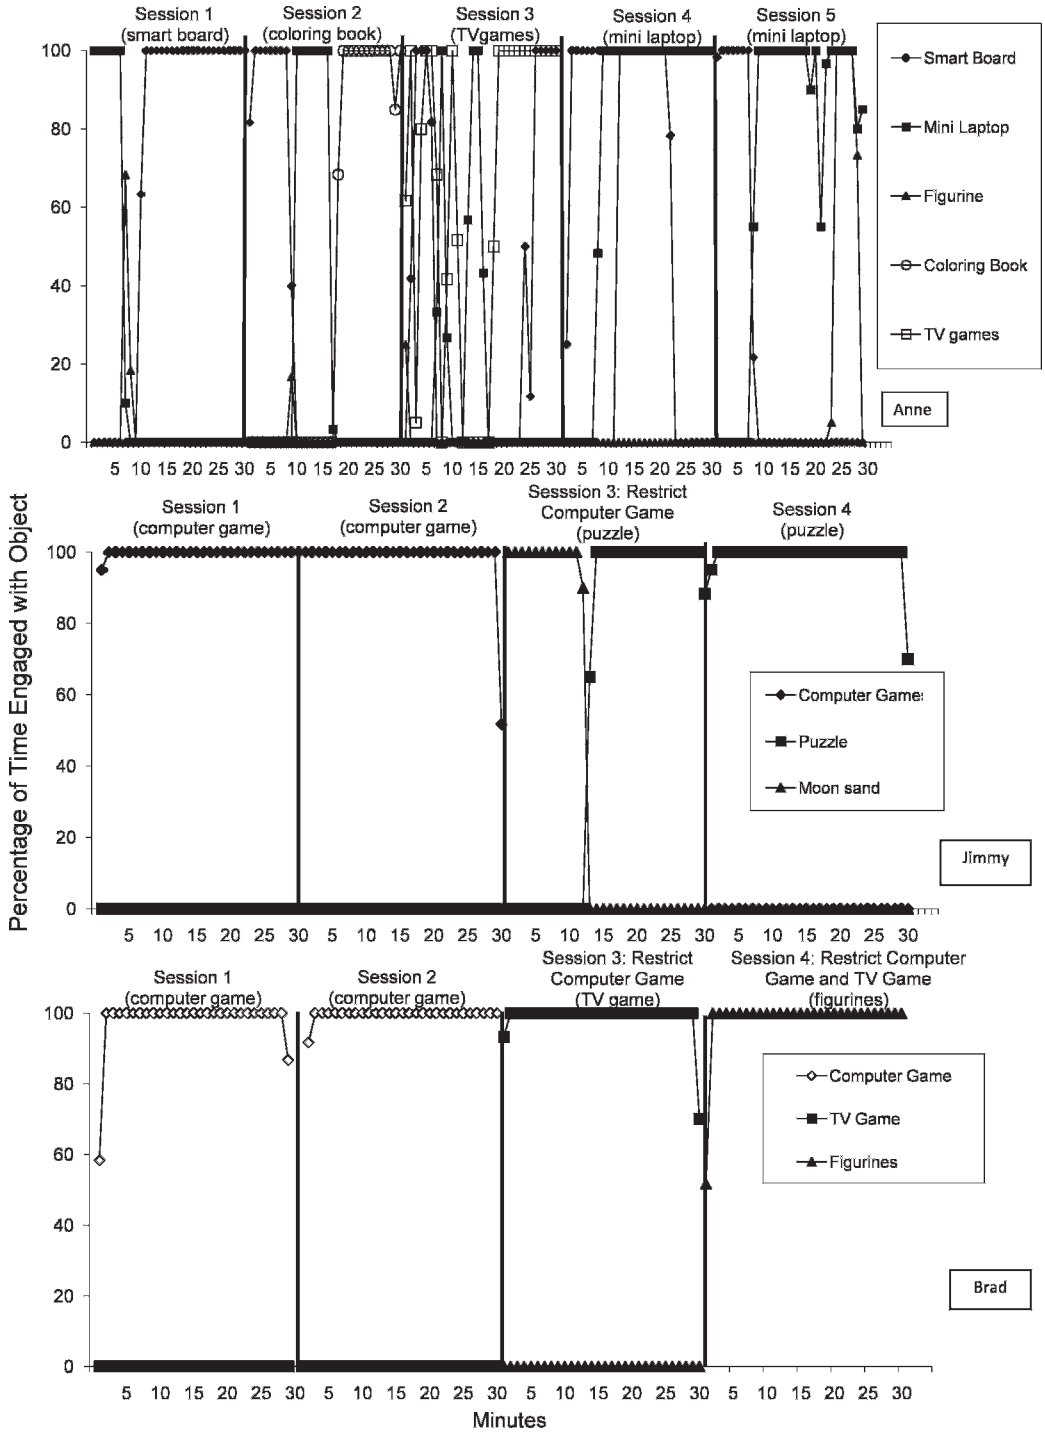 Session 1
(smart board)
Session 2
(coloring book)
Session 3
(TVgames)
Session 4
(mini laptop)
Session 5
(mini laptop)
100
80
60
40
20
0
5 10 15 20 25 30 5 10 15 20 25 30 5 10 15 20 25 30 5 10 15 20 25 30 5 10 15 20 25 30
Smart Board
Mini Laptop
Figurine
Coloring Book
TV games
Anne
Percentage of Time Engaged with Object
Session 1
(computer game)
Session 2
(computer game)
Sesssion 3: Restrict
Computer Game
(puzzle)
Session 4
(puzzle)
100
80
60
40
20
0
5 10 15 20 25 30 5 10 15 20 25 30 5 10 15 20 25 30 5 10 15 20 25 30
Computer Games
Puzzle
Moon sand
Jimmy
Session 1
(computer game)
Session 2
(computer game)
Session 3: Restrict
Computer Game
(TV game)
Session 4: Restrict Computer
Game and TV Game
(figurines)
100
80
60
40
20
0
5 10 15 20 25 30 5 10 15 20 25 30 5 10 15 20 25 30 5 10 15 20 25 30
Computer Game
TV Game
Figurines
Brad
Minutes